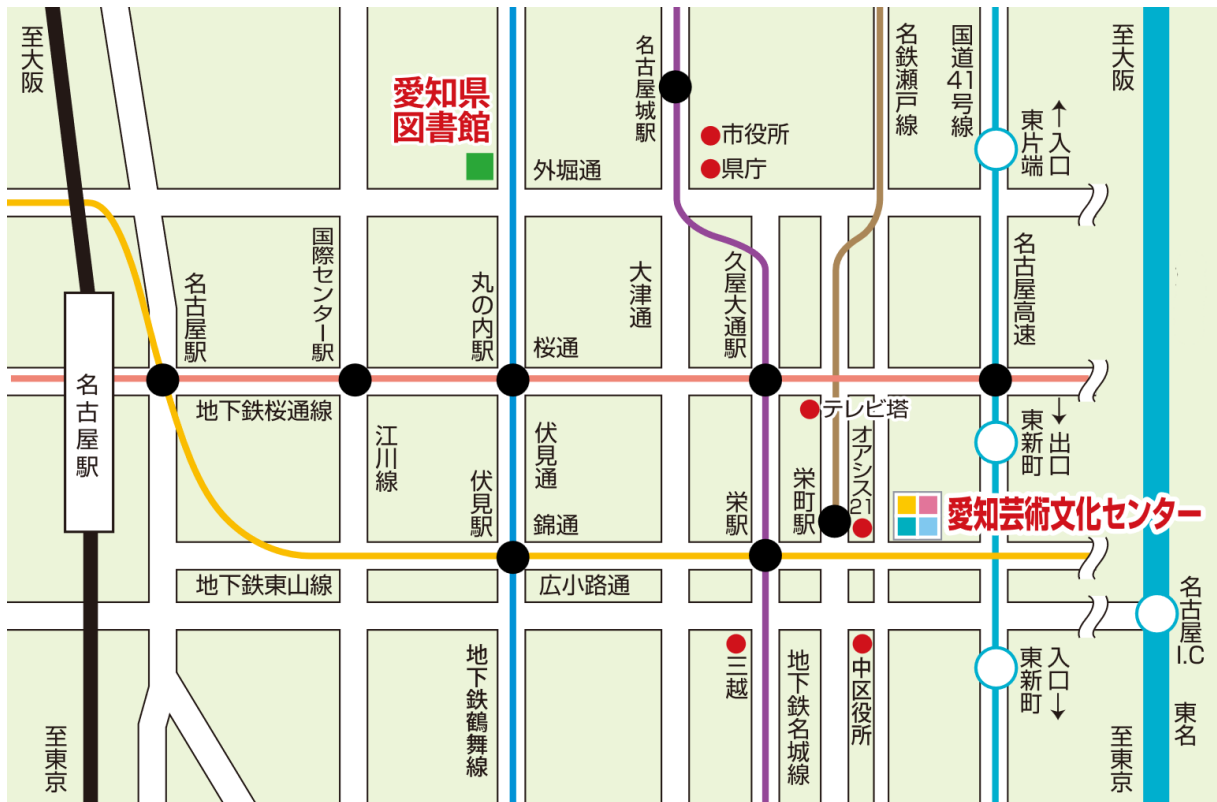 至大阪
愛知県
図書館
名古屋城駅
市役所
県庁
外堀通
名鉄瀬戸線
国道41号線
東片端
↑入口
至大阪
名古屋駅
国際センター駅
丸の内駅
桜通
大津通
久屋大通駅
名古屋高速
名古屋駅
地下鉄桜通線
江川線
伏見駅
伏見通
錦通
栄駅
テレビ塔
栄町駅
オアシス21
東新町
↓出口
愛知芸術文化センター
地下鉄東山線
広小路通
名古屋I.C
至東京
地下鉄鶴舞線
三越
地下鉄名城線
中区役所
東新町
入口↓
至東京
東名